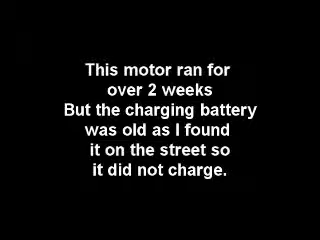 This motor ran for
over 2 weeks
But the charging battery
was old as I found
it on the street so
it did not charge.